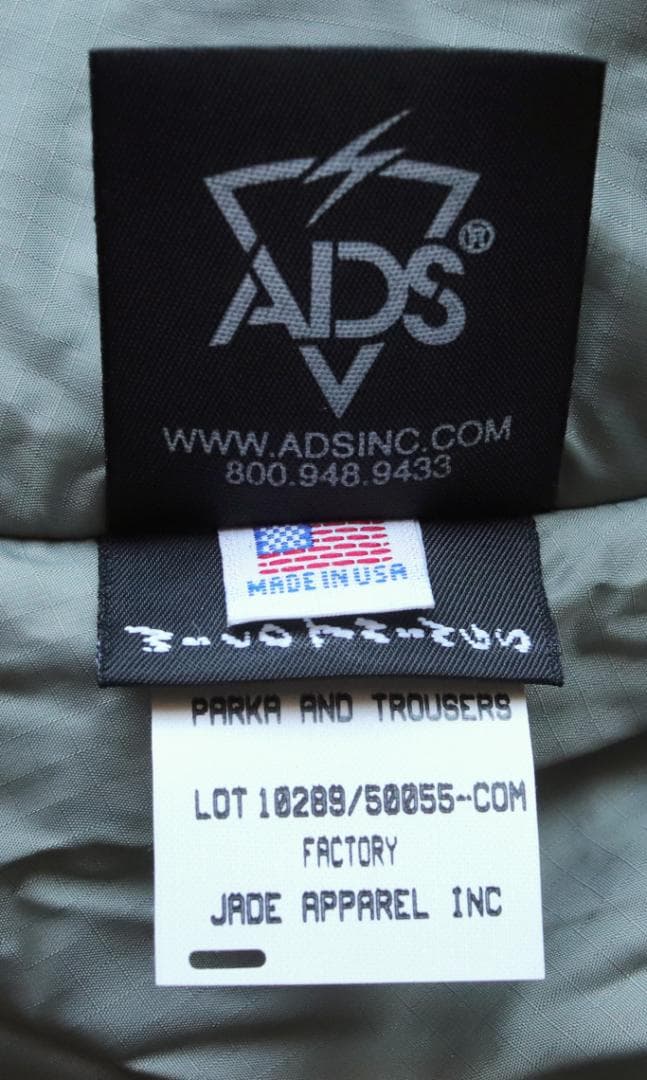 ADS®
WWW.ADSINC.COM
800.948.9433
MADE IN USA
PARKA AND TROUSERS
LOT 10289/50055-COM
FACTORY
JADE APPAREL INC